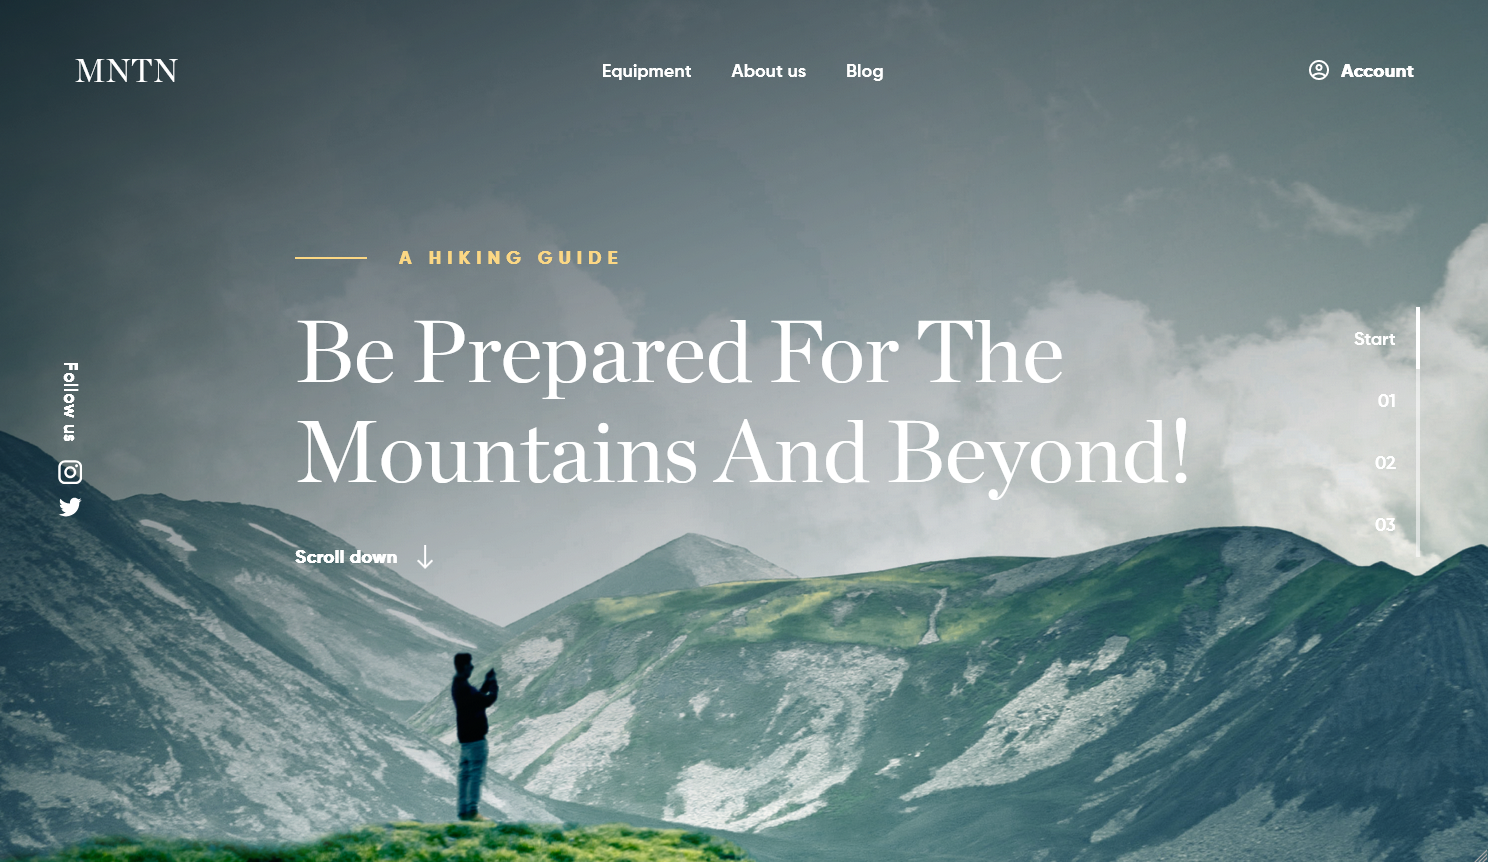 MNTN
Equipment
About us
Blog
Account
A HIKING GUIDE
Be Prepared For The
Mountains And Beyond!
Scroll down
Follow us
Start
01
02
03